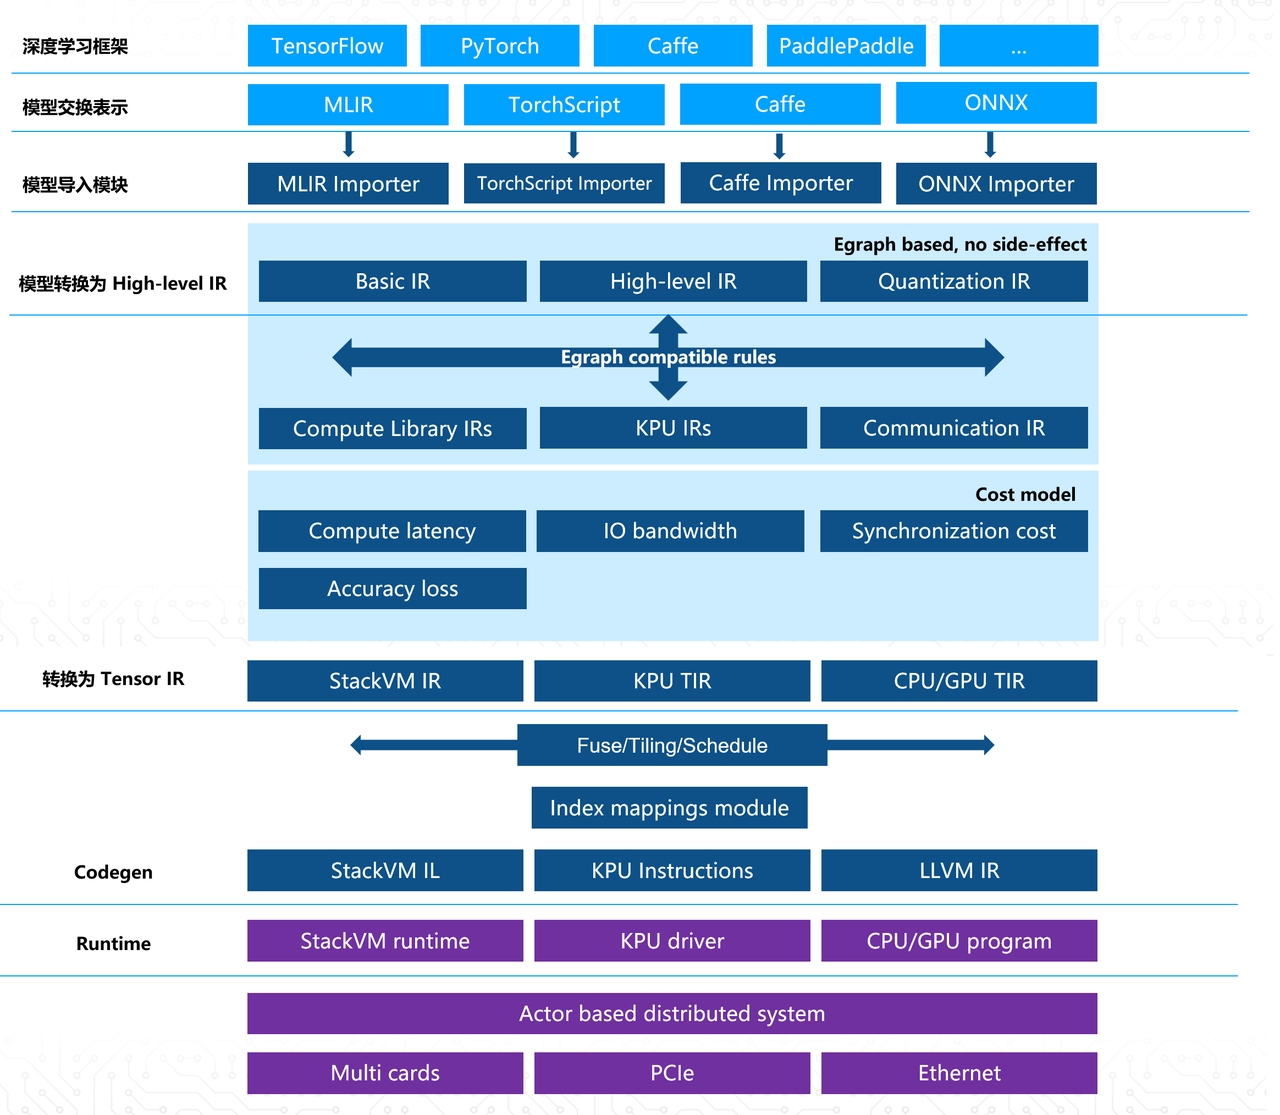 深度学习框架
TensorFlow
PyTorch
Caffe
PaddlePaddle
...
模型交换表示
MLIR
TorchScript
Caffe
ONNX
模型导入模块
MLIR Importer
TorchScript Importer
Caffe Importer
ONNX Importer
Egraph based, no side-effect
模型转换为 High-level IR
Basic IR
High-level IR
Quantization IR
Egraph compatible rules
Compute Library IRs
KPU IRs
Communication IR
Cost model
Compute latency
IO bandwidth
Synchronization cost
Accuracy loss
转换为 Tensor IR
StackVM IR
KPU TIR
CPU/GPU TIR
Fuse/Tiling/Schedule
Index mappings module
Codegen
StackVM IL
KPU Instructions
LLVM IR
Runtime
StackVM runtime
KPU driver
CPU/GPU program
Actor based distributed system
Multi cards
PCIe
Ethernet